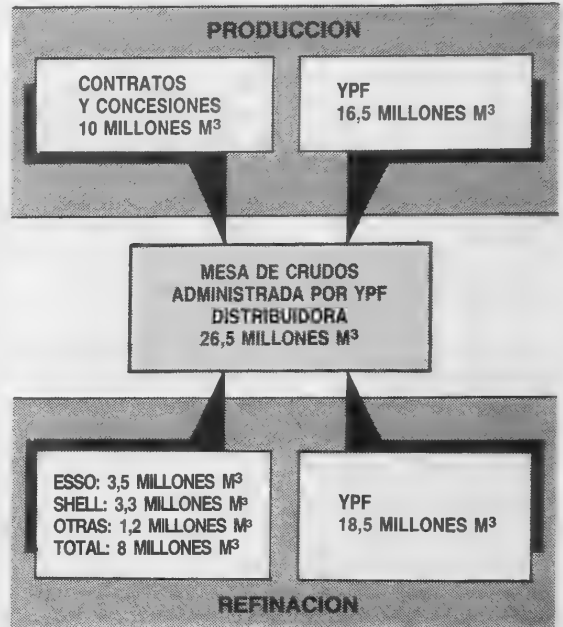 PRODUCCION
CONTRATOS
Y CONCESIONES
10 MILLONES M³
YPF
16,5 MILLONES M³
MESA DE CRUDOS
ADMINISTRADA POR YPF
DISTRIBUIDORA
26,5 MILLONES M³
ESSO: 3,5 MILLONES M³
SHELL: 3,3 MILLONES M³
OTRAS: 1,2 MILLONES M³
TOTAL: 8 MILLONES M³
YPF
18,5 MILLONES M³
REFINACION